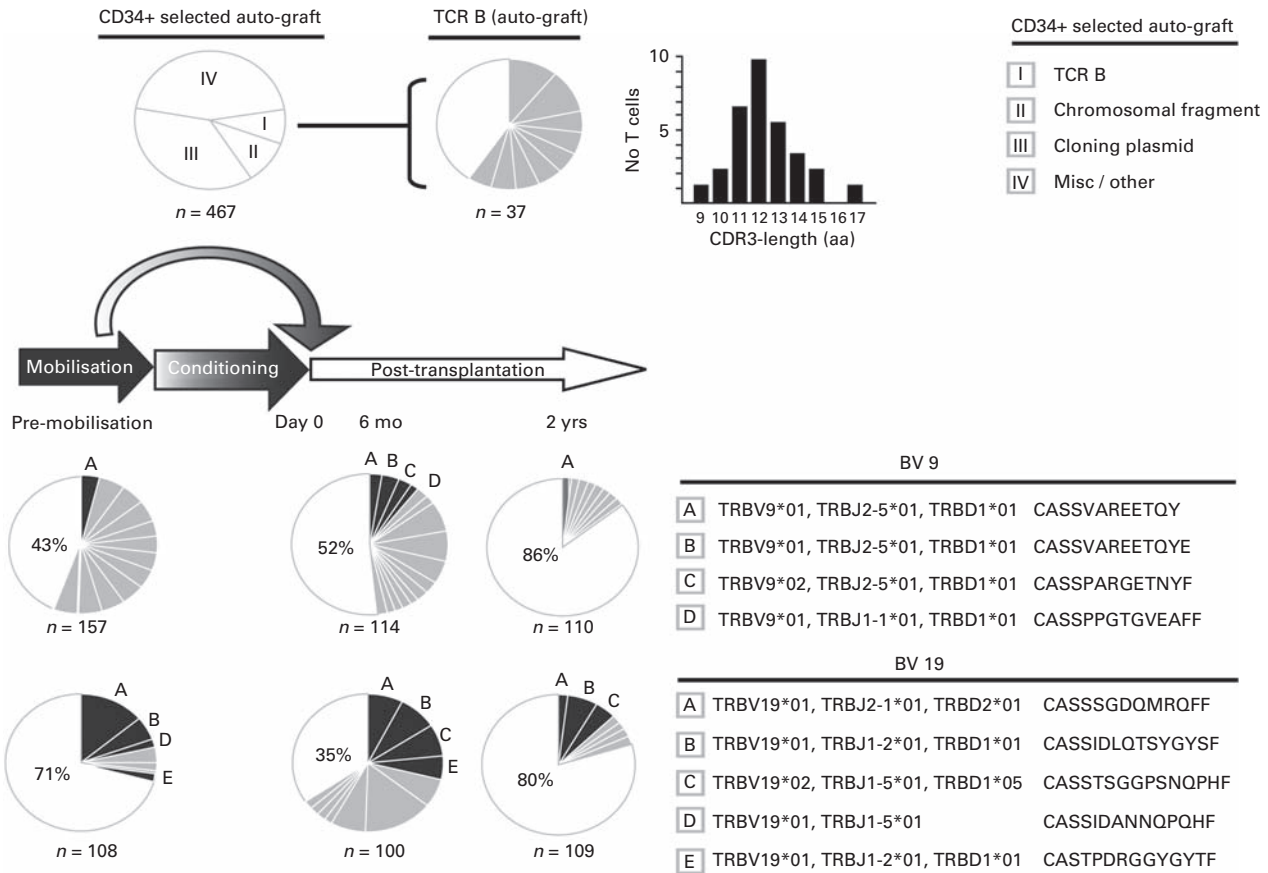 CD34+ selected auto-graft
TCR B (auto-graft)
CD34+ selected auto-graft
IV
I
II
III
n = 467
n = 37
No T cells
10
5
9 10 11 12 13 14 15 16 17
CDR3-length (aa)
I TCR B
II Chromosomal fragment
III Cloning plasmid
IV Misc / other
Mobilisation
Conditioning
Post-transplantation
Pre-mobilisation
Day 0
6 mo
2 yrs
A
43%
n = 157
A B C D
52%
n = 114
A
86%
n = 110
BV 9
A TRBV9*01, TRBJ2-5*01, TRBD1*01 CASSVAREETQY
B TRBV9*01, TRBJ2-5*01, TRBD1*01 CASSVAREETQYE
C TRBV9*02, TRBJ2-5*01, TRBD1*01 CASSPARGETNYF
D TRBV9*01, TRBJ1-1*01, TRBD1*01 CASSPPGTGVEAFF
A
B
D
E
71%
n = 108
A
B
C
E
35%
n = 100
A
B
C
80%
n = 109
BV 19
A TRBV19*01, TRBJ2-1*01, TRBD2*01 CASSSGDQMRQFF
B TRBV19*01, TRBJ1-2*01, TRBD1*01 CASSIDLQTSYGYSF
C TRBV19*02, TRBJ1-5*01, TRBD1*05 CASSTSGGPSNQPHF
D TRBV19*01, TRBJ1-5*01 CASSIDANNQPQHF
E TRBV19*01, TRBJ1-2*01, TRBD1*01 CASTPDRGGYGYTF